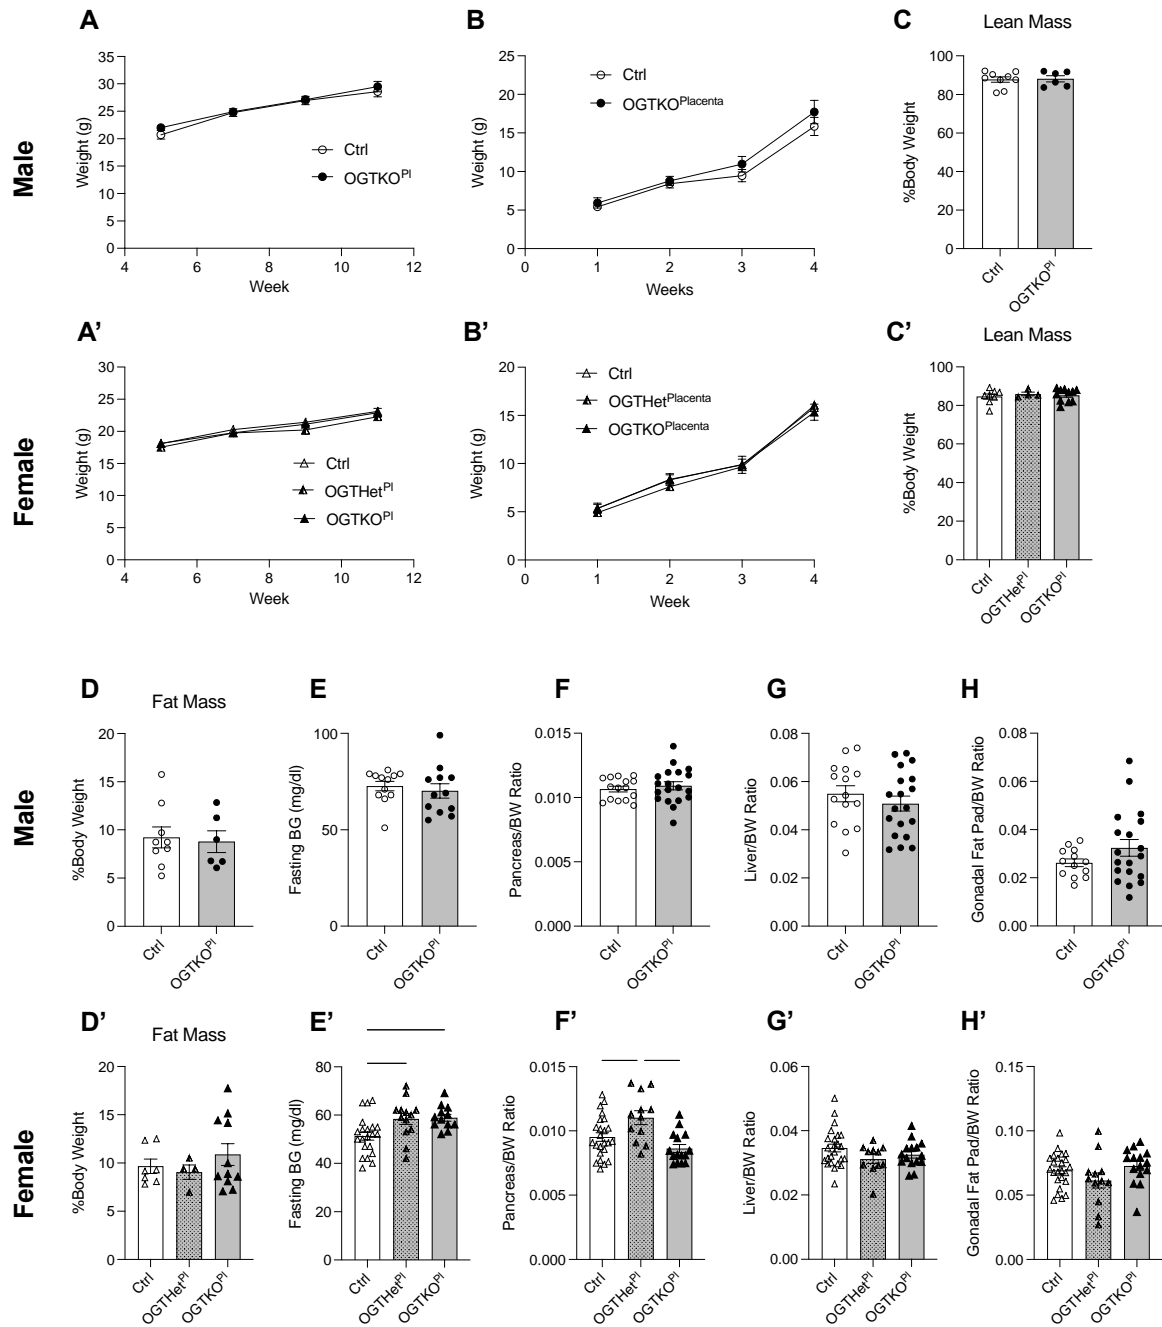 A
B
C
Lean Mass
Male
Weight (g)
35
30
25
20
15
10
5
0
4
6
8
10
12
Week
Ctrl
OGTKOPl
Weight (g)
25
20
15
10
5
0
0
1
2
3
4
Weeks
Ctrl
OGTKOPlacenta
%Body Weight
100
80
60
40
20
0
Ctrl
OGTKOPl
A’
B’
C’
Lean Mass
Female
Weight (g)
30
25
20
15
10
5
0
4
6
8
10
12
Week
Ctrl
OGTHetPl
OGTKOPl
Weight (g)
20
15
10
5
0
0
1
2
3
4
Week
Ctrl
OGTHetPlacenta
OGTKOPlacenta
%Body Weight
100
80
60
40
20
0
Ctrl
OGTHetPl
OGTKOPl
D
E
F
G
H
Male
Fat Mass
%Body Weight
20
15
10
5
0
Ctrl
OGTKOPl
Fasting BG (mg/dl)
100
50
0
Ctrl
OGTKOPl
Pancreas/BW Ratio
0.015
0.010
0.005
0.000
Ctrl
OGTKOPl
Liver/BW Ratio
0.08
0.06
0.04
0.02
0.00
Ctrl
OGTKOPl
Gonadal Fat Pad/BW Ratio
0.08
0.06
0.04
0.02
0.00
Ctrl
OGTKOPl
D’
E’
F’
G’
H’
Female
Fat Mass
%Body Weight
20
15
10
5
0
Ctrl
OGTHetPl
OGTKOPl
Fasting BG (mg/dl)
80
60
40
20
0
Ctrl
OGTHetPl
OGTKOPl
Pancreas/BW Ratio
0.015
0.010
0.005
0.000
Ctrl
OGTHetPl
OGTKOPl
Liver/BW Ratio
0.06
0.04
0.02
0.00
Ctrl
OGTHetPl
OGTKOPl
Gonadal Fat Pad/BW Ratio
0.15
0.10
0.05
0.00
Ctrl
OGTHetPl
OGTKOPl